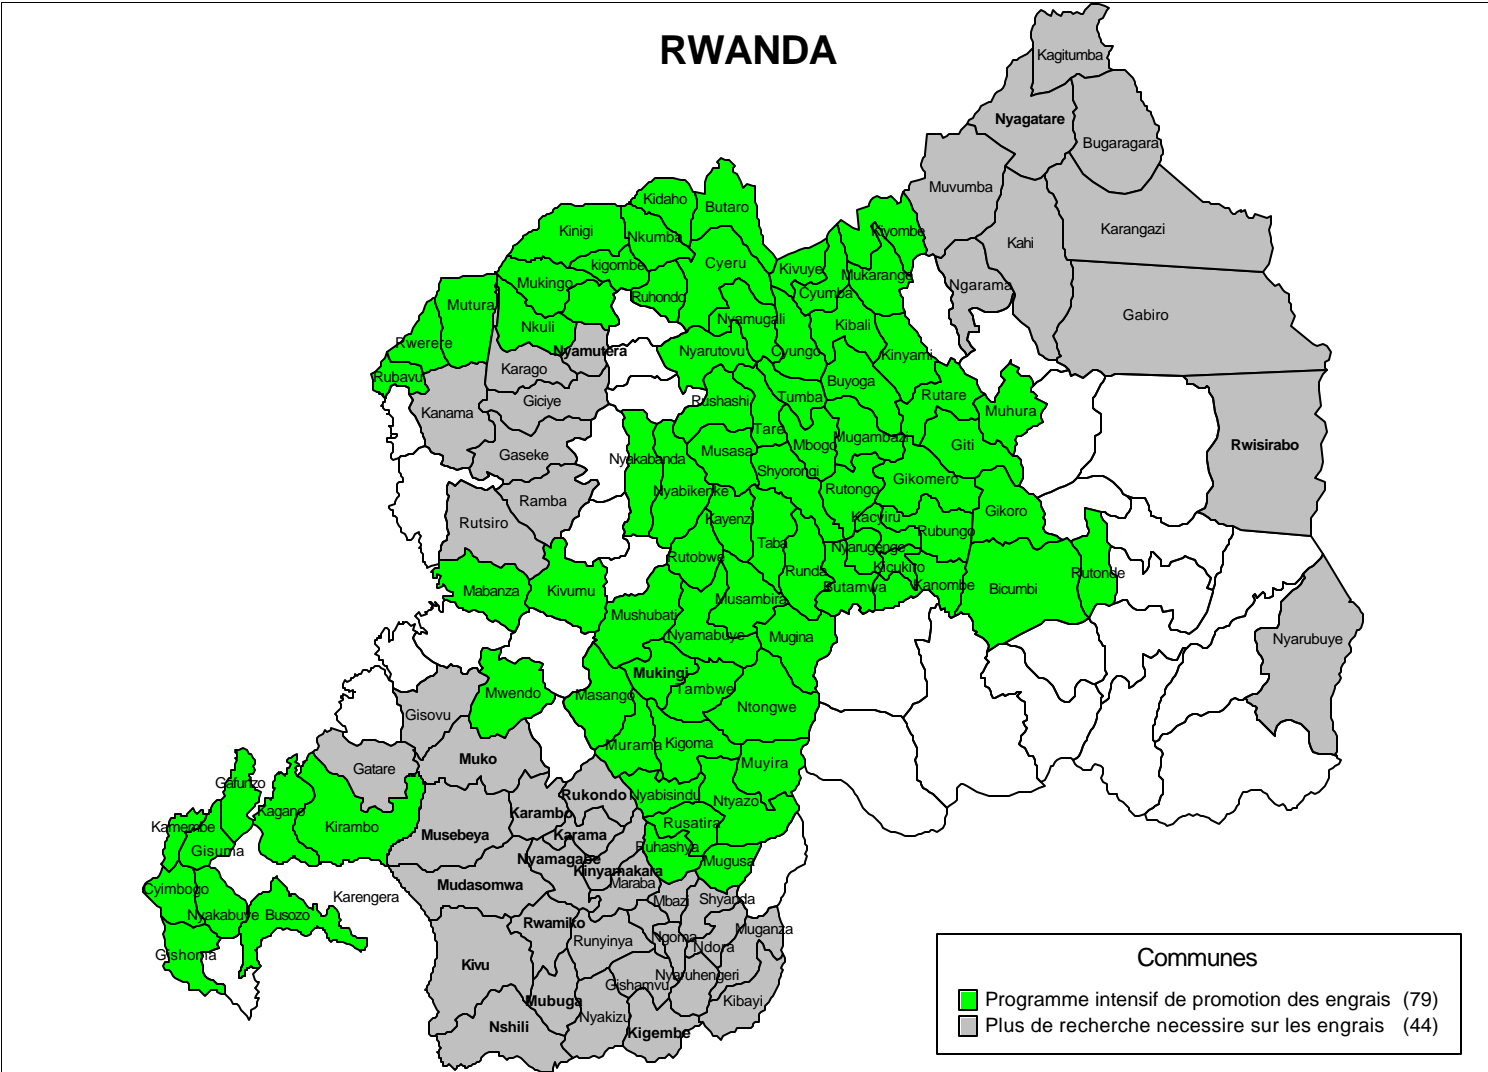 RWANDA
Kagitumba
Nyagatare
Bugaragara
Muvumba
Kidaho
Butaro
Kinigi
Nkumba
Kiyombe
Kahi
Karangazi
kigombe
Cyeru
Kivuye
Mukarange
Mukingo
Ruhondo
Cyumba
Ngarama
Mutura
Nkuli
Nyamugali
Kibali
Gabiro
Rwerere
Nyamutera
Nyarutovu
Cyungo
Kinyami
Karago
Rubavu
Buyoga
Giciye
Rushashi
Tumba
Rutare
Kanama
Muhura
Tare
Mugambazi
Mbogo
Giti
Rwisirabo
Gaseke
Nyakabanda
Musasa
Shyorongi
Gikomero
Nyabikenke
Rutongo
Ramba
Rutsiro
Kayenzi
Kacyiru
Gikoro
Rubungo
Taba
Nyarugenge
Rutobwe
Runda
Kicukiro
Rutonde
Mabanza
Kivumu
Butamwa
Kanombe
Bicumbi
Musambira
Mushubati
Nyamabuye
Mugina
Nyarubuye
Mukingi
Tambwe
Mwendo
Masango
Ntongwe
Gisovu
Murama
Kigoma
Muko
Muyira
Gatare
Gafunzo
Rukondo
Nyabisindu
Ntyazo
Kagano
Karambo
Kamembe
Kirambo
Musebeya
Karama
Rusatira
Gisuma
Ruhashya
Nyamagabe
Mugusa
Kinyamakara
Cyimbogo
Mudasomwa
Maraba
Karengera
Mbazi
Shyanda
Nyakabuye
Busozo
Rwamiko
Muganza
Runyinya
Ngoma
Ndora
Gishoma
Kivu
Nyaruhengeri
Gishamvu
Mubuga
Kibayi
Nyakizu
Nshili
Kigembe
Communes
Programme intensif de promotion des engrais (79)
Plus de recherche necessire sur les engrais (44)